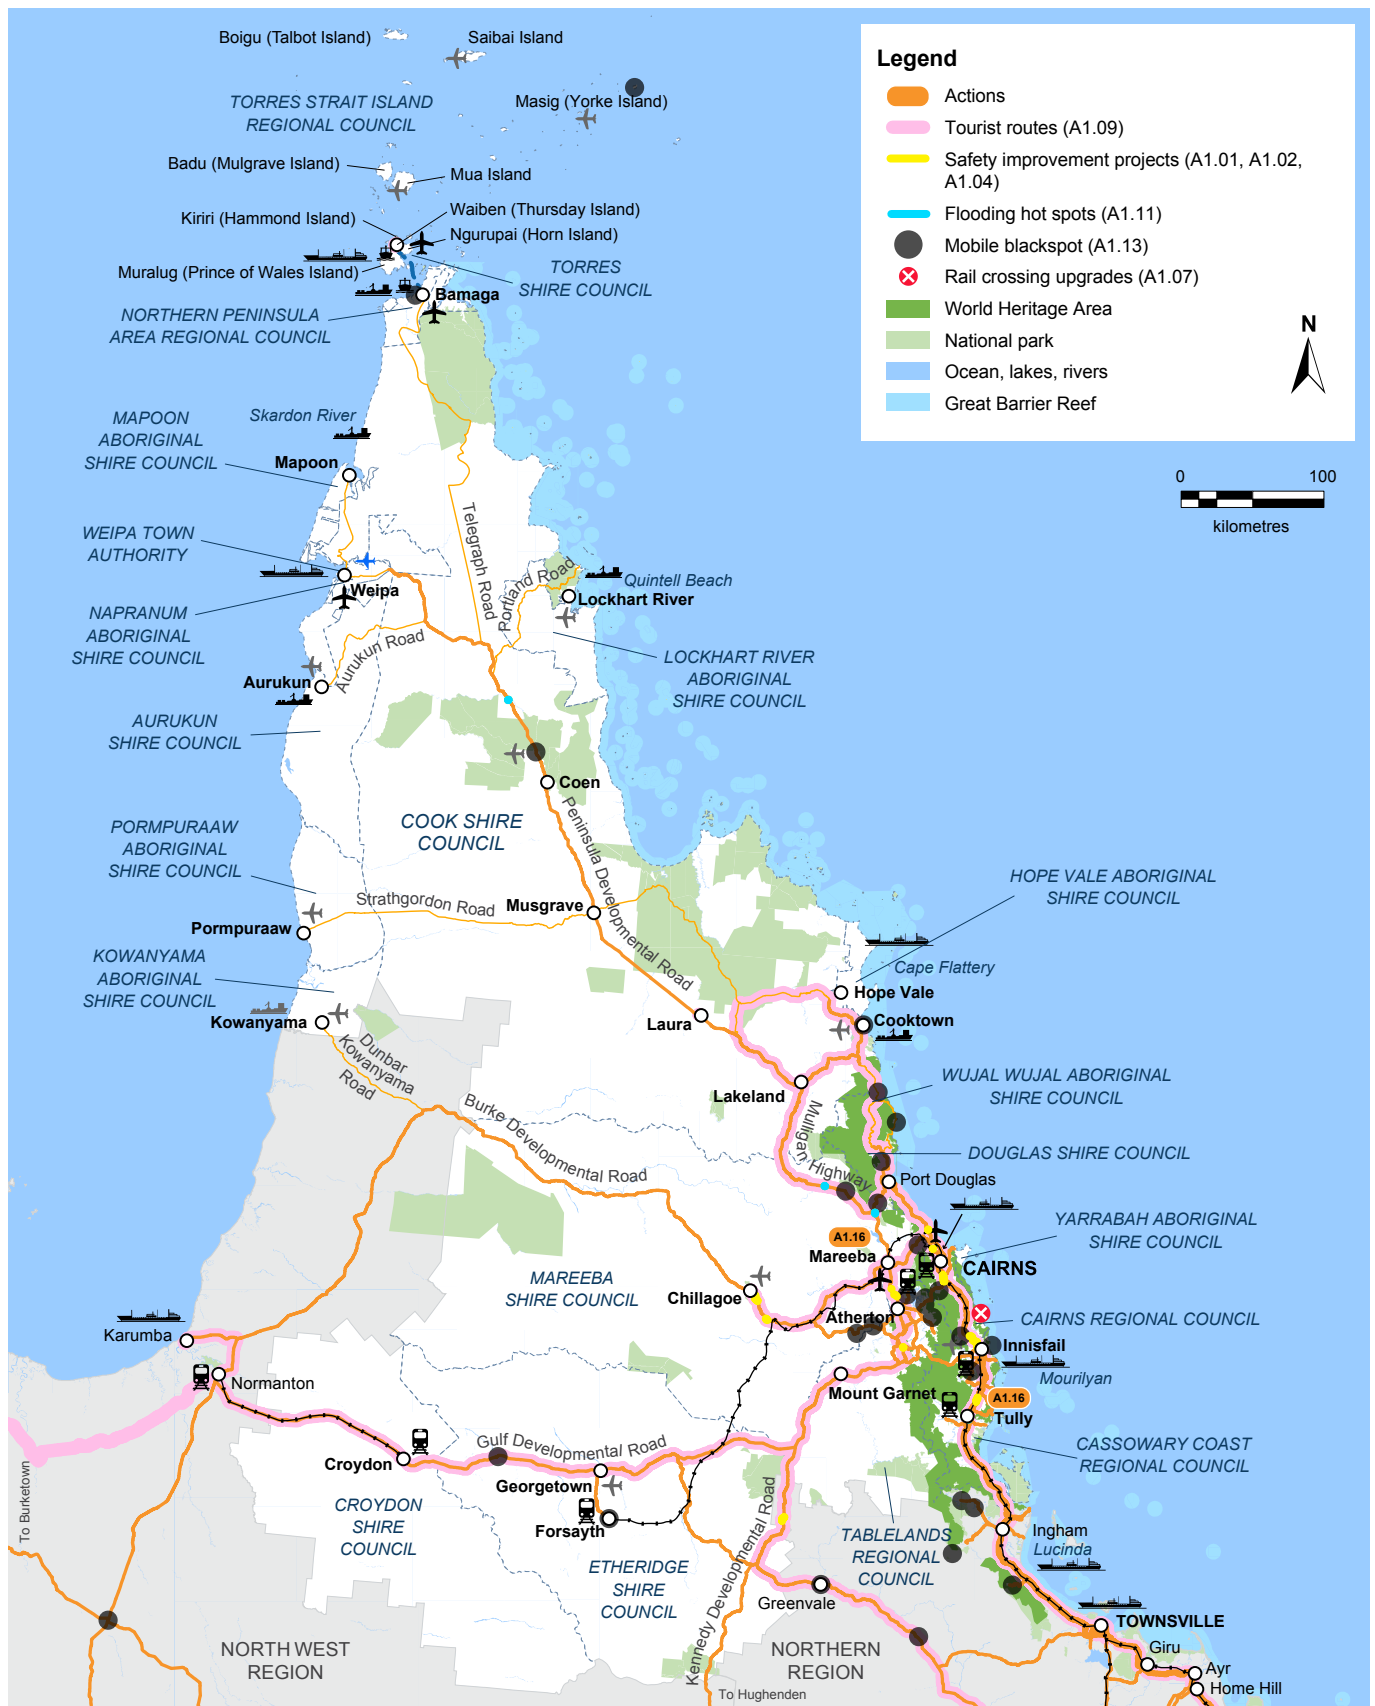 Boigu (Talbot Island)
Saibai Island
Masig (Yorke Island)
TORRES STRAIT ISLAND
REGIONAL COUNCIL
Badu (Mulgrave Island)
Mua Island
Kiriri (Hammond Island)
Waiben (Thursday Island)
Ngurupai (Horn Island)
Muralug (Prince of Wales Island)
TORRES
SHIRE COUNCIL
Bamaga
NORTHERN PENINSULA
AREA REGIONAL COUNCIL
Legend
Actions
Tourist routes (A1.09)
Safety improvement projects (A1.01, A1.02,
A1.04)
Flooding hot spots (A1.11)
Mobile blackspot (A1.13)
Rail crossing upgrades (A1.07)
World Heritage Area
National park
Ocean, lakes, rivers
Great Barrier Reef
N
0
100
kilometres
MAPOON
ABORIGINAL
SHIRE COUNCIL
Skardon River
Mapoon
WEIPA TOWN
AUTHORITY
Weipa
NAPRANUM
ABORIGINAL
SHIRE COUNCIL
Telegraph Road
Portland Road
Quintell Beach
Lockhart River
LOCKHART RIVER
ABORIGINAL
SHIRE COUNCIL
Aurukun Road
Aurukun
AURUKUN
SHIRE COUNCIL
Coen
COOK SHIRE
COUNCIL
Peninsula Developmental Road
PORMPURAAW
ABORIGINAL
SHIRE COUNCIL
Strathgordon Road
Musgrave
Pormpuraaw
HOPE VALE ABORIGINAL
SHIRE COUNCIL
KOWANYAMA
ABORIGINAL
SHIRE COUNCIL
Cape Flattery
Hope Vale
Kowanyama
Laura
Cooktown
Dunbar
Kowanyama
Road
Lakeland
WUJAL WUJAL ABORIGINAL
SHIRE COUNCIL
Burke Developmental Road
Mulligan Highway
DOUGLAS SHIRE COUNCIL
Port Douglas
YARRABAH ABORIGINAL
SHIRE COUNCIL
A1.16
Mareeba
CAIRNS
MAREEBA
SHIRE COUNCIL
Chillagoe
Atherton
CAIRNS REGIONAL COUNCIL
Karumba
Innisfail
Mourilyan
Normanton
Mount Garnet
A1.16
Tully
Gulf Developmental Road
Croydon
Georgetown
CASSOWARY COAST
REGIONAL COUNCIL
To Burketown
CROYDON
SHIRE
COUNCIL
Forsayth
Kennedy Developmental Road
TABLELANDS
REGIONAL
COUNCIL
Ingham
Lucinda
ETHERIDGE
SHIRE
COUNCIL
Greenvale
TOWNSVILLE
NORTH WEST
REGION
NORTHERN
REGION
Giru
Ayr
Home Hill
To Hughenden